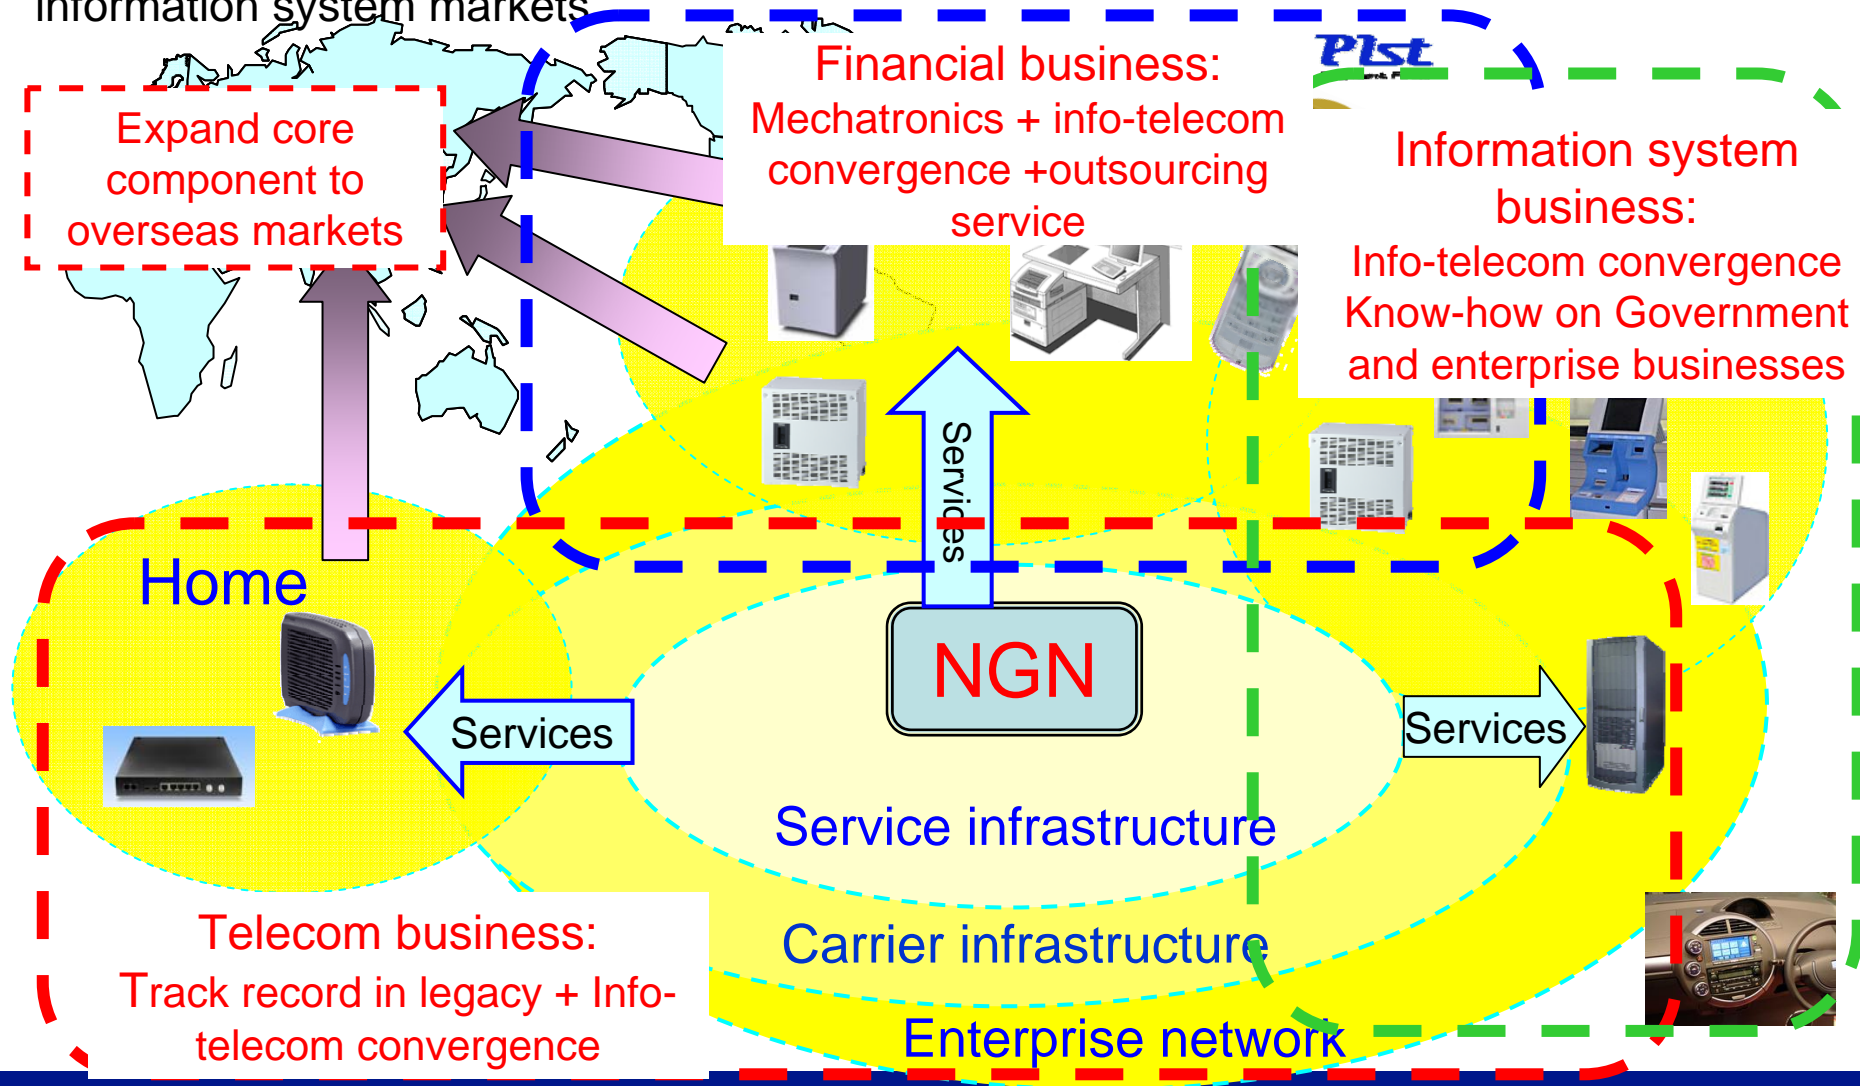 information system markets
Plst
Financial business:
Mechatronics + info-telecom
convergence +outsourcing
service
Expand core
component to
overseas markets
Information system
business:
Info-telecom convergence
Know-how on Government
and enterprise businesses
Services
Home
NGN
Services
Services
Service infrastructure
Carrier infrastructure
Enterprise network
Telecom business:
Track record in legacy + Info-
telecom convergence